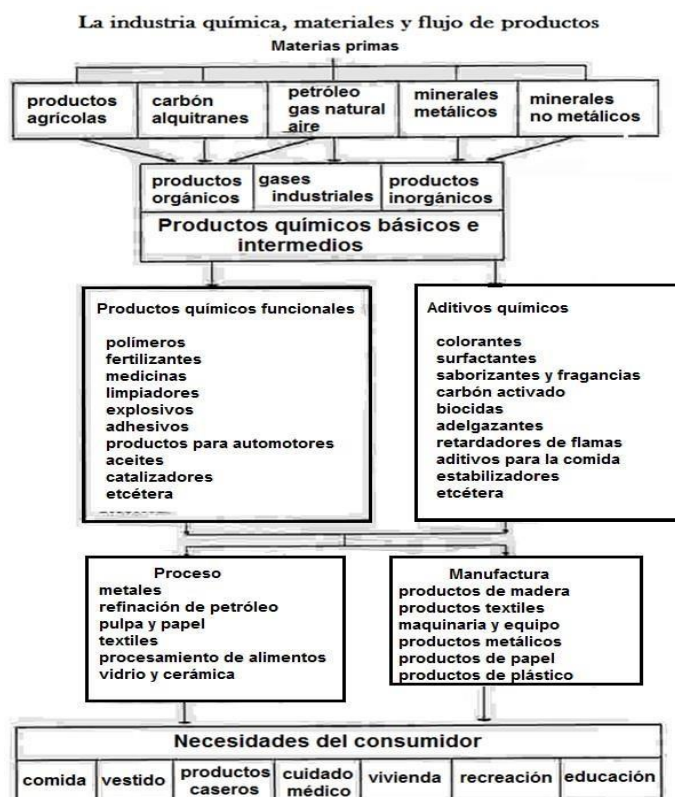 La industria química, materiales y flujo de productos
Materias primas
productos
agrícolas
carbón
alquitranes
petróleo
gas natural
aire
minerales
metálicos
minerales
no metálicos
productos
orgánicos
gases
industriales
productos
inorgánicos
Productos químicos básicos e
intermedios
Productos químicos funcionales
polímeros
fertilizantes
medicinas
limpiadores
explosivos
adhesivos
productos para automotores
aceites
catalizadores
etcétera
Aditivos químicos
colorantes
surfactantes
saborizantes y fragancias
carbón activado
biocidas
adelgazantes
retardadores de flamas
aditivos para la comida
estabilizadores
etcétera
Proceso
metales
refinación de petróleo
pulpa y papel
textiles
procesamiento de alimentos
vidrio y cerámica
Manufactura
productos de madera
productos textiles
maquinaria y equipo
productos metálicos
productos de papel
productos de plástico
Necesidades del consumidor
comida
vestido
productos
caseros
cuidado
médico
vivienda
recreación
educación